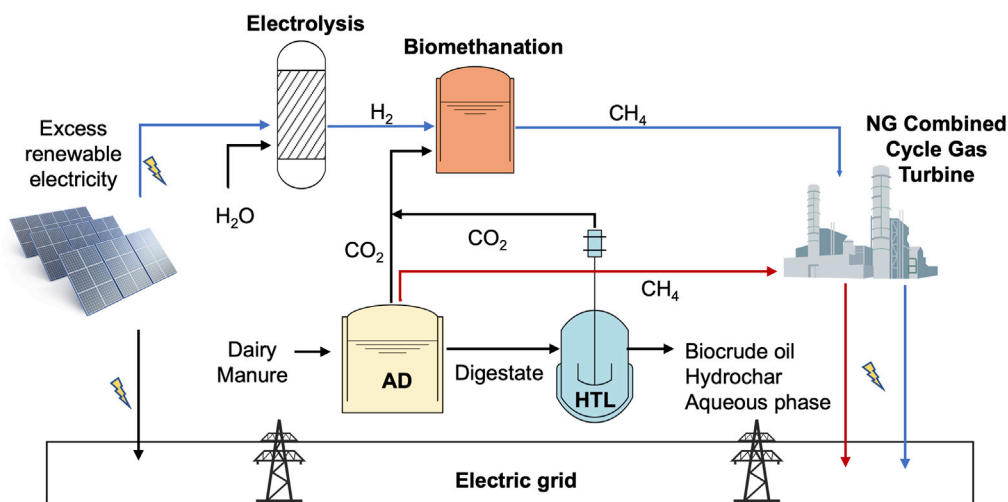 Electrolysis
Biomethanation
Excess
renewable
electricity
H₂
CH₄
NG Combined
Cycle Gas
Turbine
H₂O
CO₂
CO₂
CH₄
Dairy
Manure
AD
Digestate
HTL
Biocrude oil
Hydrochar
Aqueous phase
Electric grid